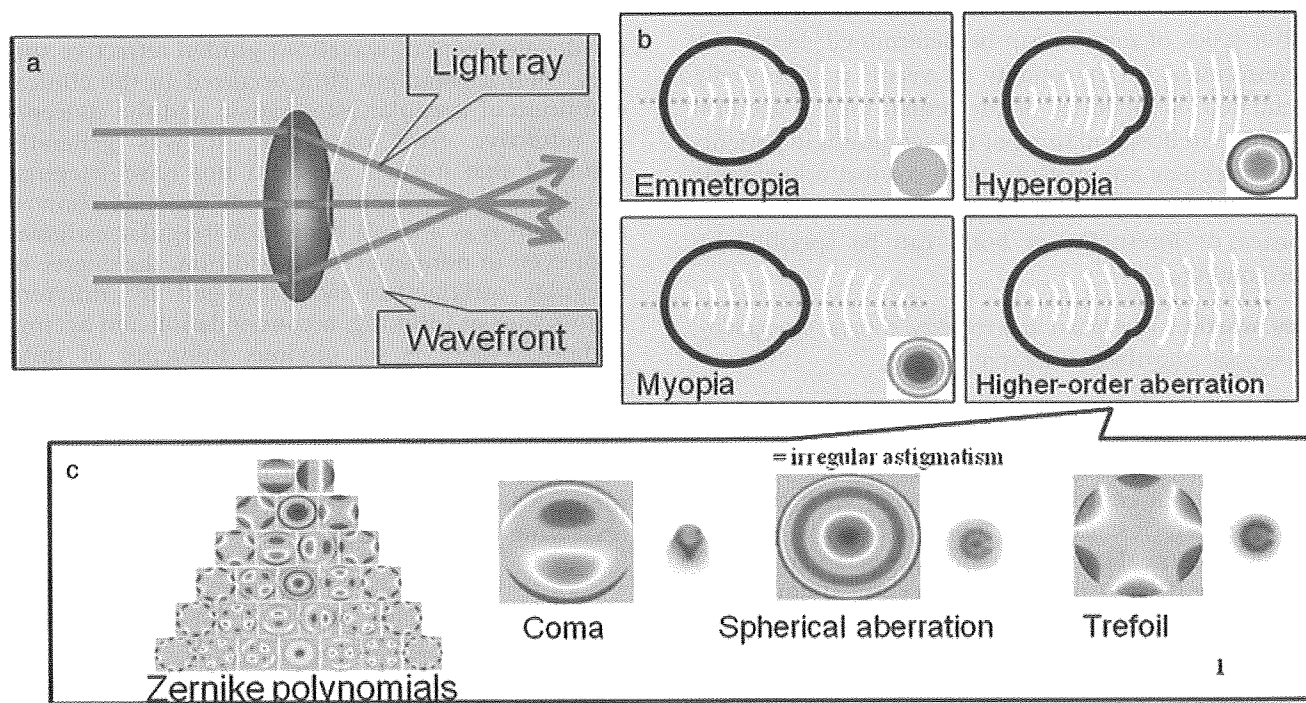 a
Light ray
Wavefront
b
Emmetropia
Hyperopia
Myopia
Higher-order aberration
c
= irregular astigmatism
Coma
Spherical aberration
Trefoil
Zernike polynomials
1